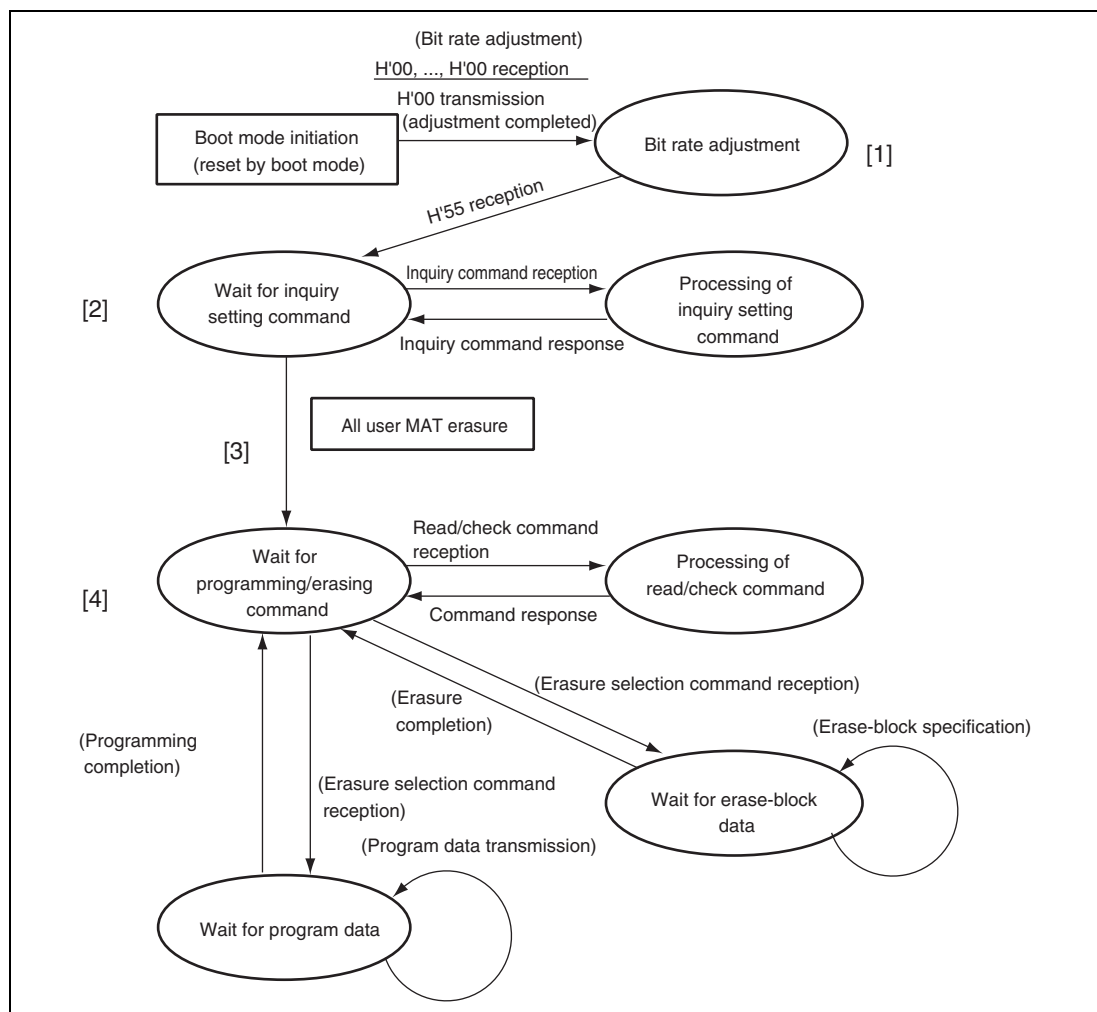 (Bit rate adjustment)
H'00, ..., H'00 reception
H'00 transmission
(adjustment completed)
Boot mode initiation
(reset by boot mode)
Bit rate adjustment
[1]
H'55 reception
[2]
Wait for inquiry
setting command
Inquiry command reception
Inquiry command response
Processing of
inquiry setting
command
All user MAT erasure
[3]
[4]
Wait for
programming/erasing
command
Read/check command
reception
Command response
Processing of
read/check command
(Erasure selection command reception)
(Erasure
completion)
(Erase-block specification)
(Programming
completion)
(Erasure selection command
reception)
Wait for erase-block
data
(Program data transmission)
Wait for program data